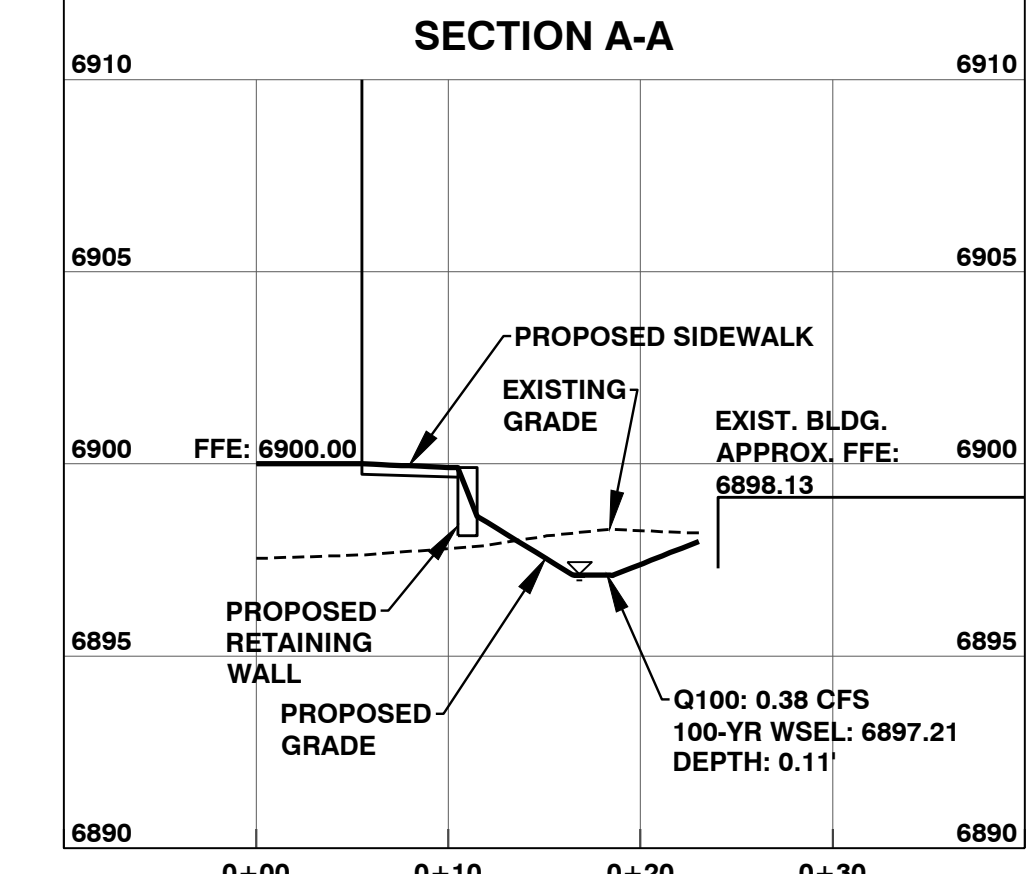 SECTION A-A
6910 6910
6905 6905
PROPOSED SIDEWALK
EXISTING
GRADE
EXIST. BLDG.
APPROX. FFE:
6898.13
6900 FFE: 6900.00 6900
PROPOSED
RETAINING
WALL
6895 6895
PROPOSED
GRADE
Q100: 0.38 CFS
100-YR WSEL: 6897.21
DEPTH: 0.11'
6890 6890
0+00 0+10 0+20 0+30